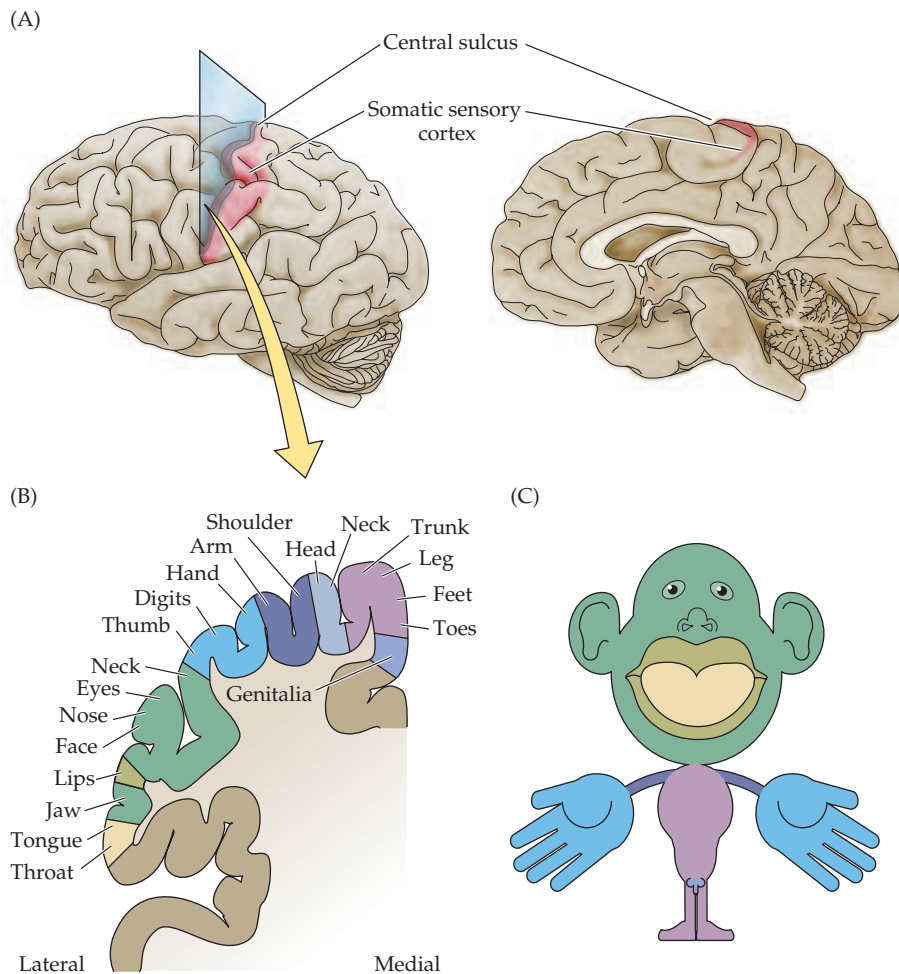 (A)
Central sulcus
Somatic sensory
cortex
(B)
Shoulder
Arm
Hand
Digits
Thumb
Neck
Eyes
Nose
Face
Lips
Jaw
Tongue
Throat
Head
Neck
Trunk
Leg
Feet
Toes
Genitalia
Lateral
Medial
(C)